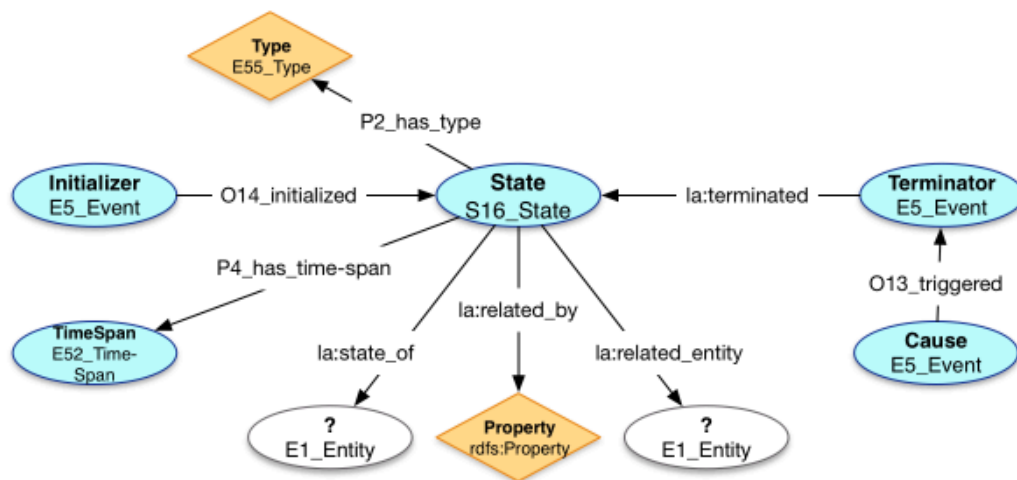 Type
E55_Type
P2_has_type
Initializer
E5_Event
O14_initialized
State
S16_State
la:terminated
Terminator
E5_Event
P4_has_time-span
O13_triggered
la:related_by
TimeSpan
E52_Time-
Span
la:state_of
la:related_entity
Cause
E5_Event
?
E1_Entity
Property
rdfs:Property
?
E1_Entity